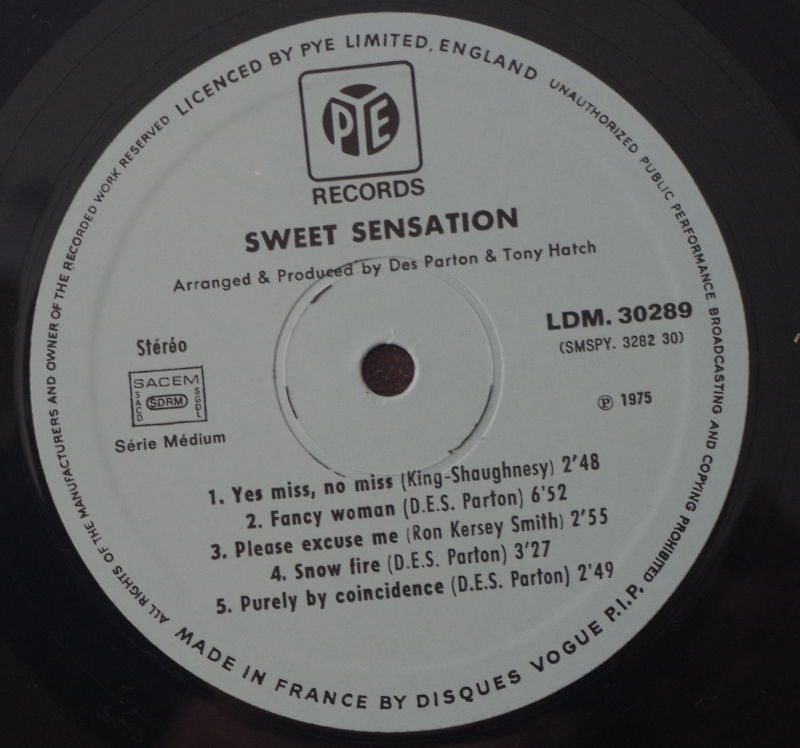 ALL RIGHTS OF THE MANUFACTURERS AND OWNER OF THE RECORDED WORK RESERVED LICENCED BY PYE LIMITED, ENGLAND UNAUTHORIZED PUBLIC PERFORMANCE BROADCASTING AND COPYING PROHIBITED
PYE
RECORDS
SWEET SENSATION
Arranged & Produced by Des Parton & Tony Hatch
LDM. 30289
(SMSPY. 3282 30)
Stéréo
SACEM
SACD
SDRM
SGDL
Série Médium
℗ 1975
1. Yes miss, no miss (King-Shaughnesy) 2'48
2. Fancy woman (D.E.S. Parton) 6'52
3. Please excuse me (Ron Kersey Smith) 2'55
4. Snow fire (D.E.S. Parton) 3'27
5. Purely by coincidence (D.E.S. Parton) 2'49
MADE IN FRANCE BY DISQUES VOGUE P.I.P.